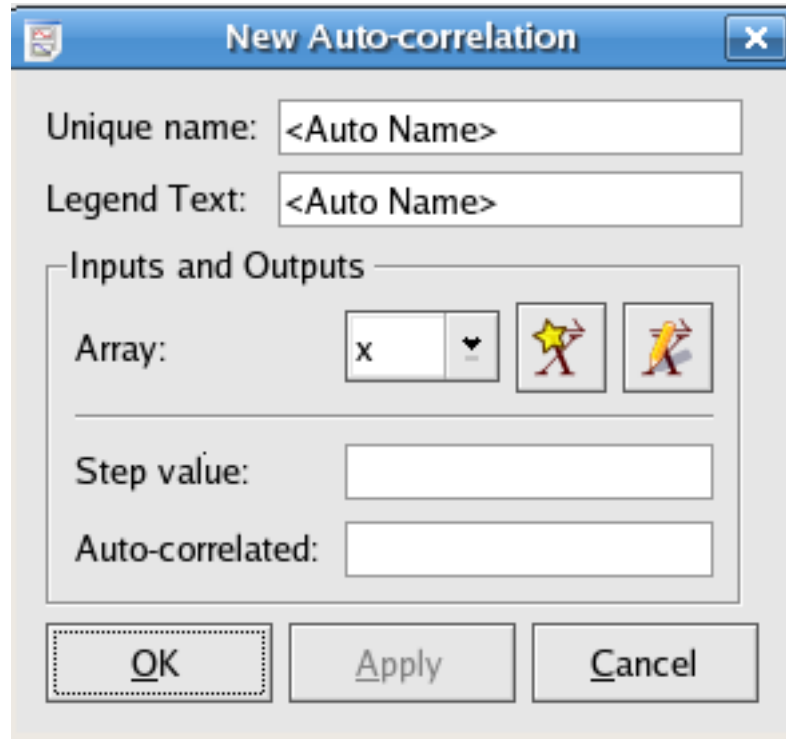 New Auto-correlation
Unique name: <Auto Name>
Legend Text: <Auto Name>
Inputs and Outputs
Array: x
Step value:
Auto-correlated:
OK Apply Cancel